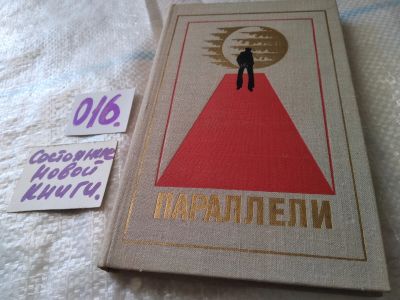 016.
Состояние
новой
книги.
ПАРАЛЛЕЛИ